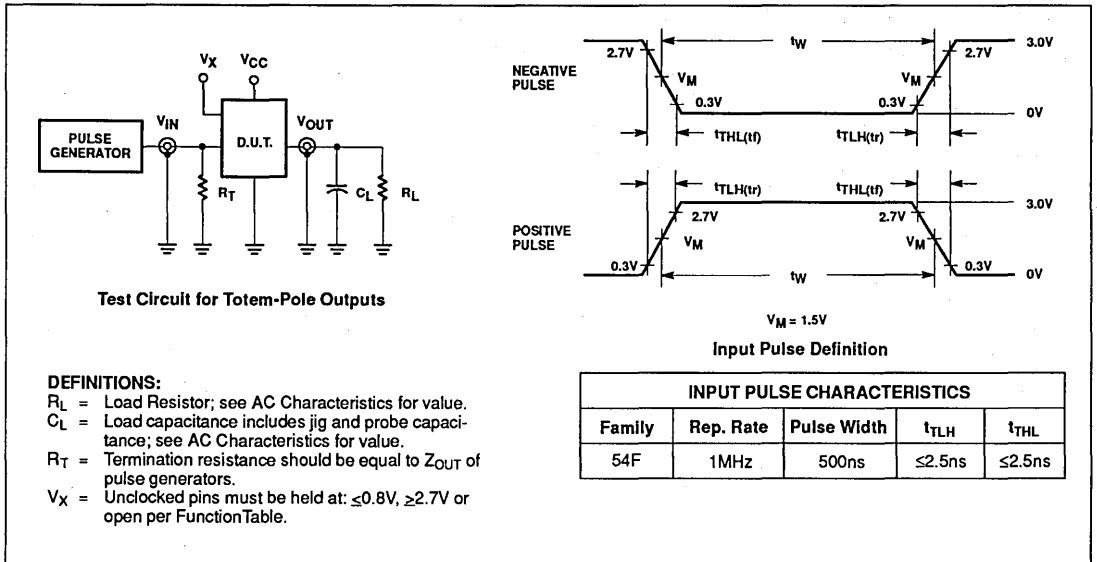 VX
VCC
VIN
VOUT
PULSE
GENERATOR
D.U.T.
RT
CL
RL
Test Circuit for Totem-Pole Outputs
NEGATIVE
PULSE
tW
3.0V
2.7V
2.7V
VM
VM
0.3V
0.3V
0V
tTHL(tf)
tTLH(tr)
tTLH(tr)
tTHL(tf)
POSITIVE
PULSE
3.0V
2.7V
2.7V
VM
VM
0.3V
0.3V
0V
tW
VM = 1.5V
Input Pulse Definition
DEFINITIONS:
RL = Load Resistor; see AC Characteristics for value.
CL = Load capacitance includes jig and probe capaci-
tance; see AC Characteristics for value.
RT = Termination resistance should be equal to ZOUT of
pulse generators.
VX = Unclocked pins must be held at: ≤0.8V, ≥2.7V or
open per FunctionTable.
INPUT PULSE CHARACTERISTICS
Family Rep. Rate Pulse Width tTLH tTHL
54F 1MHz 500ns ≤2.5ns ≤2.5ns